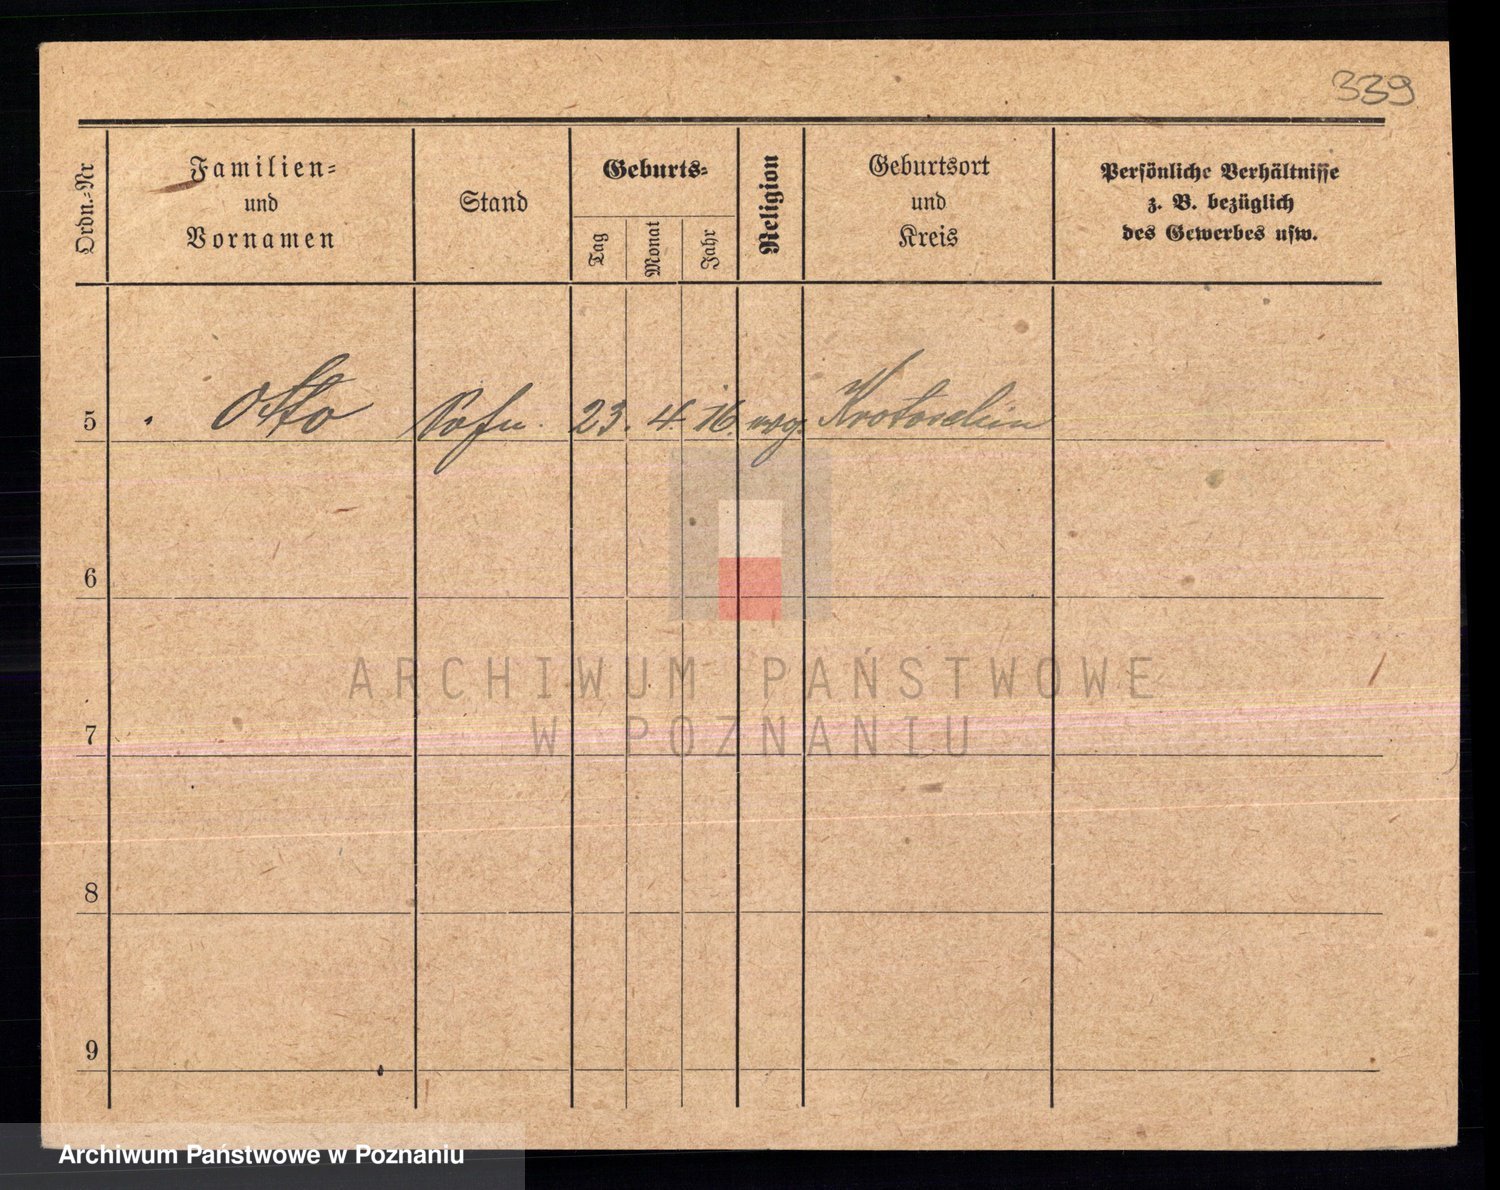 339
Ordn.-Nr
Familien-
und
Vornamen
Stand
Geburts-
Tag
Monat
Jahr
Religion
Geburtsort
und
Kreis
Persönliche Verhältnisse
z. B. bezüglich
des Gewerbes usw.
5 Otto Sohn 23. 4. 16. evg. Krotoschin
6
7
8
9
ARCHIWUM PAŃSTWOWE
W POZNANIU
Archiwum Państwowe w Poznaniu